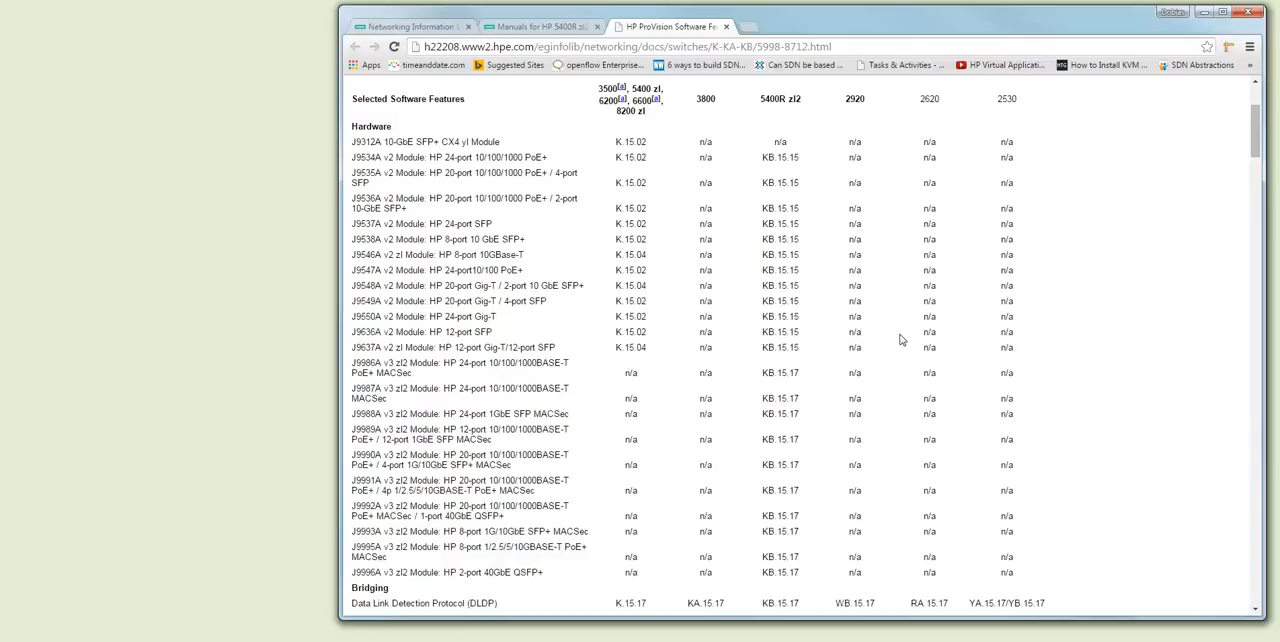 Dobias
Networking Information L
Manuals for HP 5400R zl2
HP ProVision Software Fe
h22208.www2.hpe.com/eginfolib/networking/docs/switches/K-KA-KB/5998-8712.html
Apps timeanddate.com Suggested Sites openflow Enterprise... 6 ways to build SDN... Can SDN be based ... Tasks & Activities - ... HP Virtual Applicati... How to Install KVM ... SDN Abstractions »
Selected Software Features 3500[a], 5400 zl, 6200[a], 6600[a], 8200 zl 3800 5400R zl2 2920 2620 2530
Hardware
J9312A 10-GbE SFP+ CX4 yl Module K.15.02 n/a n/a n/a n/a n/a
J9534A v2 Module: HP 24-port 10/100/1000 PoE+ K.15.02 n/a KB.15.15 n/a n/a n/a
J9535A v2 Module: HP 20-port 10/100/1000 PoE+ / 4-port
SFP K.15.02 n/a KB.15.15 n/a n/a n/a
J9536A v2 Module: HP 20-port 10/100/1000 PoE+ / 2-port
10-GbE SFP+ K.15.02 n/a KB.15.15 n/a n/a n/a
J9537A v2 Module: HP 24-port SFP K.15.02 n/a KB.15.15 n/a n/a n/a
J9538A v2 Module: HP 8-port 10 GbE SFP+ K.15.02 n/a KB.15.15 n/a n/a n/a
J9546A v2 zl Module: HP 8-port 10GBase-T K.15.04 n/a KB.15.15 n/a n/a n/a
J9547A v2 Module: HP 24-port10/100 PoE+ K.15.02 n/a KB.15.15 n/a n/a n/a
J9548A v2 Module: HP 20-port Gig-T / 2-port 10 GbE SFP+ K.15.04 n/a KB.15.15 n/a n/a n/a
J9549A v2 Module: HP 20-port Gig-T / 4-port SFP K.15.02 n/a KB.15.15 n/a n/a n/a
J9550A v2 Module: HP 24-port Gig-T K.15.02 n/a KB.15.15 n/a n/a n/a
J9636A v2 Module: HP 12-port SFP K.15.02 n/a KB.15.15 n/a n/a n/a
J9637A v2 zl Module: HP 12-port Gig-T/12-port SFP K.15.04 n/a KB.15.15 n/a n/a n/a
J9986A v3 zl2 Module: HP 24-port 10/100/1000BASE-T
PoE+ MACSec n/a n/a KB.15.17 n/a n/a n/a
J9987A v3 zl2 Module: HP 24-port 10/100/1000BASE-T
MACSec n/a n/a KB.15.17 n/a n/a n/a
J9988A v3 zl2 Module: HP 24-port 1GbE SFP MACSec n/a n/a KB.15.17 n/a n/a n/a
J9989A v3 zl2 Module: HP 12-port 10/100/1000BASE-T
PoE+ / 12-port 1GbE SFP MACSec n/a n/a KB.15.17 n/a n/a n/a
J9990A v3 zl2 Module: HP 20-port 10/100/1000BASE-T
PoE+ / 4-port 1G/10GbE SFP+ MACSec n/a n/a KB.15.17 n/a n/a n/a
J9991A v3 zl2 Module: HP 20-port 10/100/1000BASE-T
PoE+ / 4p 1/2.5/5/10GBASE-T PoE+ MACSec n/a n/a KB.15.17 n/a n/a n/a
J9992A v3 zl2 Module: HP 20-port 10/100/1000BASE-T
PoE+ MACSec / 1-port 40GbE QSFP+ n/a n/a KB.15.17 n/a n/a n/a
J9993A v3 zl2 Module: HP 8-port 1G/10GbE SFP+ MACSec n/a n/a KB.15.17 n/a n/a n/a
J9995A v3 zl2 Module: HP 8-port 1/2.5/5/10GBASE-T PoE+
MACSec n/a n/a KB.15.17 n/a n/a n/a
J9996A v3 zl2 Module: HP 2-port 40GbE QSFP+ n/a n/a KB.15.17 n/a n/a n/a
Bridging
Data Link Detection Protocol (DLDP) K.15.17 KA.15.17 KB.15.17 WB.15.17 RA.15.17 YA.15.17/YB.15.17